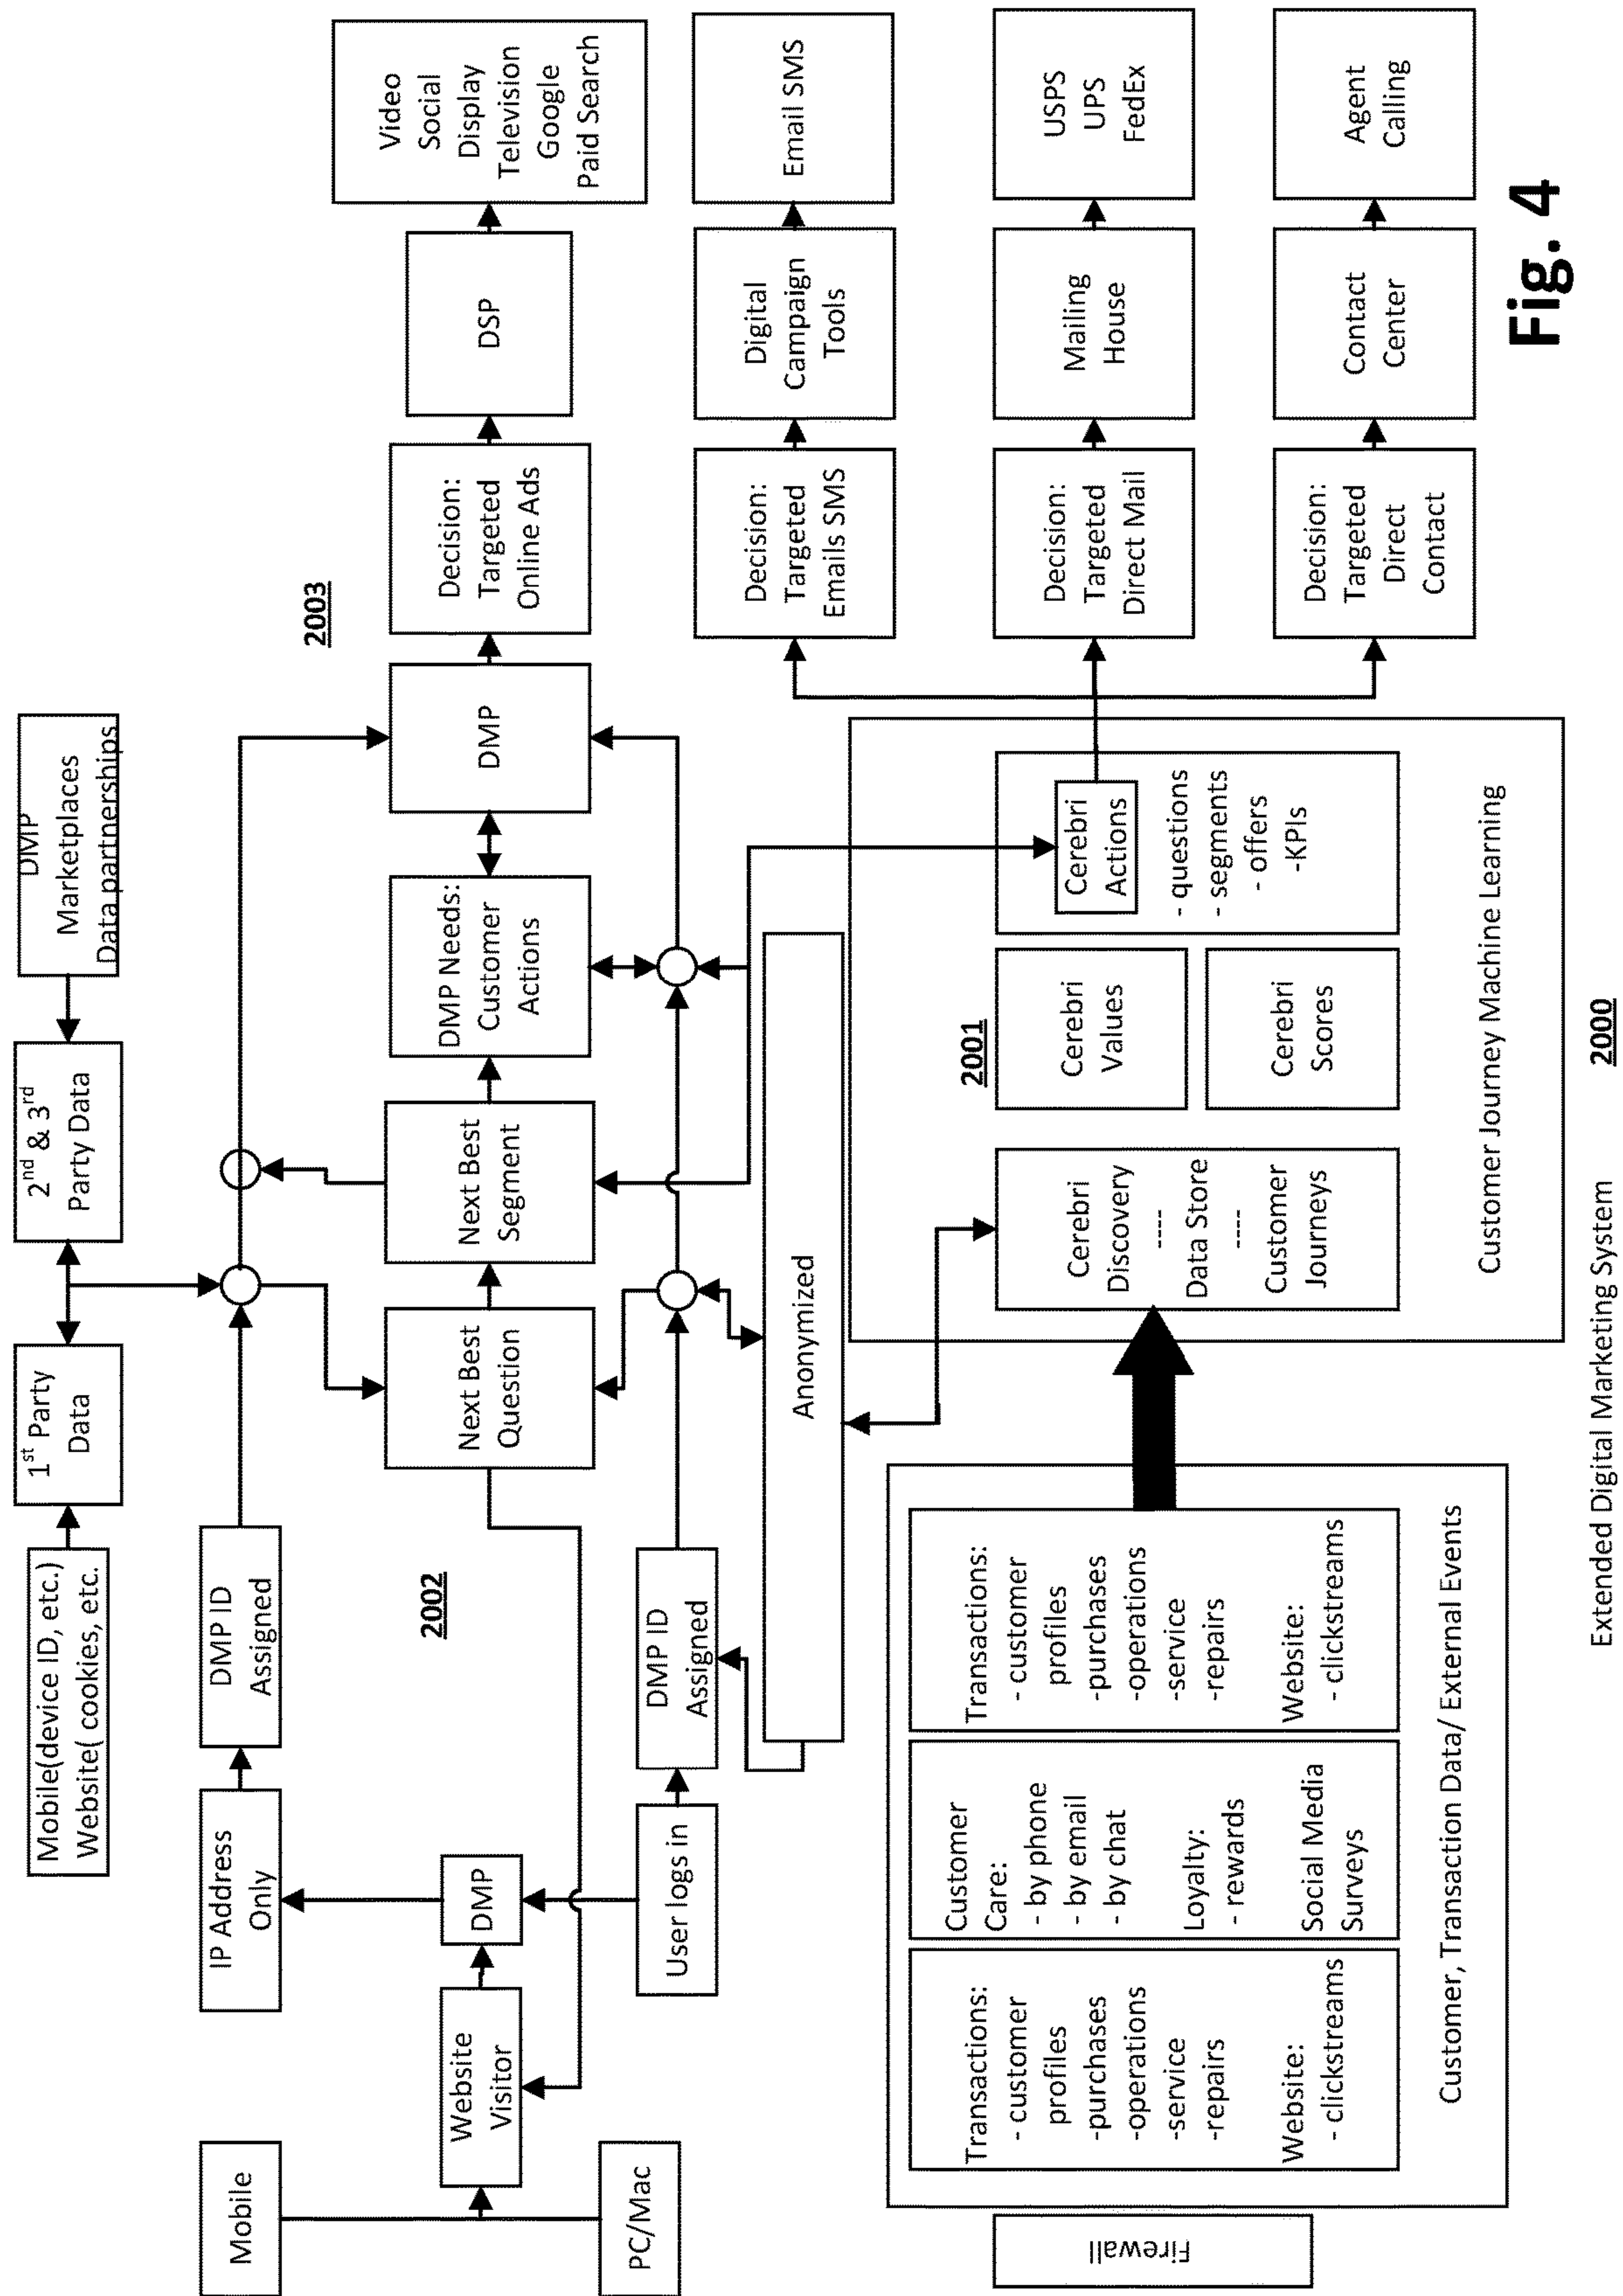 Mobile(device ID, etc.)
Website( cookies, etc.
1st Party
Data
2nd & 3rd
Party Data
DMP
Marketplaces
Data partnerships
Mobile
PC/Mac
Website
Visitor
DMP
IP Address
Only
DMP ID
Assigned
User logs in
DMP ID
Assigned
2002
Next Best
Question
Next Best
Segment
DMP Needs:
Customer
Actions
DMP
2003
Decision:
Targeted
Online Ads
DSP
Video
Social
Display
Television
Google
Paid Search
Decision:
Targeted
Emails SMS
Digital
Campaign
Tools
Email SMS
Decision:
Targeted
Direct Mail
Mailing
House
USPS
UPS
FedEx
Decision:
Targeted
Direct
Contact
Contact
Center
Agent
Calling
Anonymized
Firewall
Transactions:
- customer
profiles
-purchases
-operations
-service
-repairs
Website:
- clickstreams
Customer
Care:
- by phone
- by email
- by chat
Loyalty:
- rewards
Social Media
Surveys
Transactions:
- customer
profiles
-purchases
-operations
-service
-repairs
Website:
- clickstreams
Customer, Transaction Data/ External Events
Cerebri
Discovery
----
Data Store
----
Customer
Journeys
2001
Cerebri
Values
Cerebri
Scores
Cerebri
Actions
- questions
- segments
- offers
-KPIs
Customer Journey Machine Learning
Extended Digital Marketing System
2000
Fig. 4